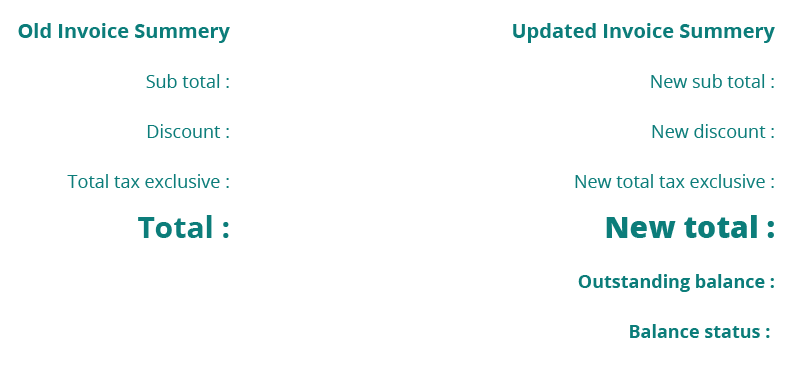 Old Invoice Summery
Sub total :
Discount :
Total tax exclusive :
Total :
Updated Invoice Summery
New sub total :
New discount :
New total tax exclusive :
New total :
Outstanding balance :
Balance status :